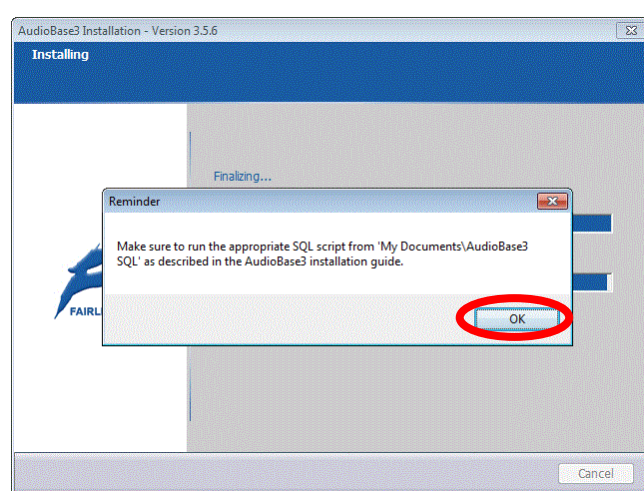 AudioBase3 Installation - Version 3.5.6
Installing
Finalizing...
Reminder
Make sure to run the appropriate SQL script from 'My Documents\AudioBase3
SQL' as described in the AudioBase3 installation guide.
OK
Cancel